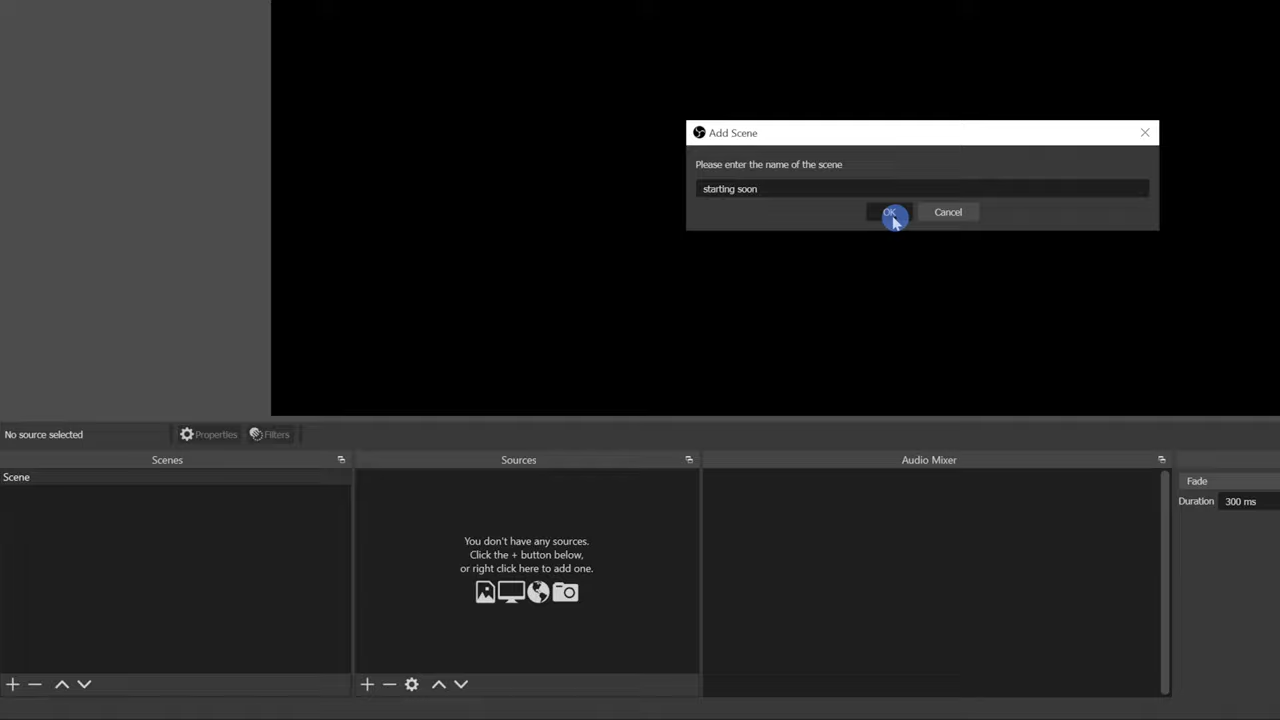 Add Scene
Please enter the name of the scene
starting soon
OK
Cancel
No source selected
Properties
Filters
Scenes
Sources
Audio Mixer
Scene
You don't have any sources.
Click the + button below,
or right click here to add one.
Fade
Duration
300 ms